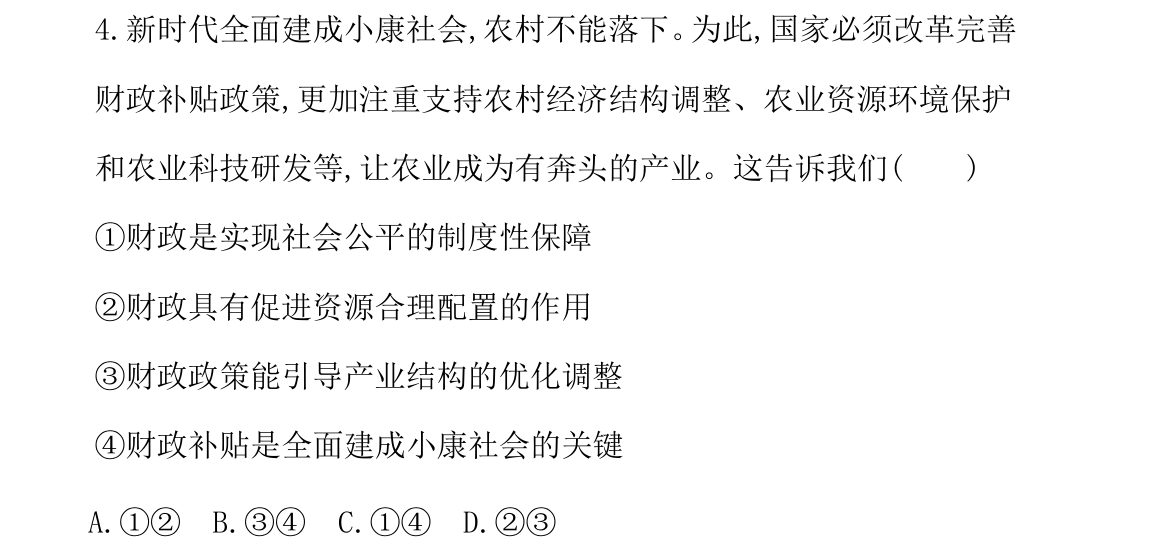 4.新时代全面建成小康社会,农村不能落下。为此,国家必须改革完善
财政补贴政策,更加注重支持农村经济结构调整、农业资源环境保护
和农业科技研发等,让农业成为有奔头的产业。这告诉我们(　　)
①财政是实现社会公平的制度性保障
②财政具有促进资源合理配置的作用
③财政政策能引导产业结构的优化调整
④财政补贴是全面建成小康社会的关键
A.①②　B.③④　C.①④　D.②③